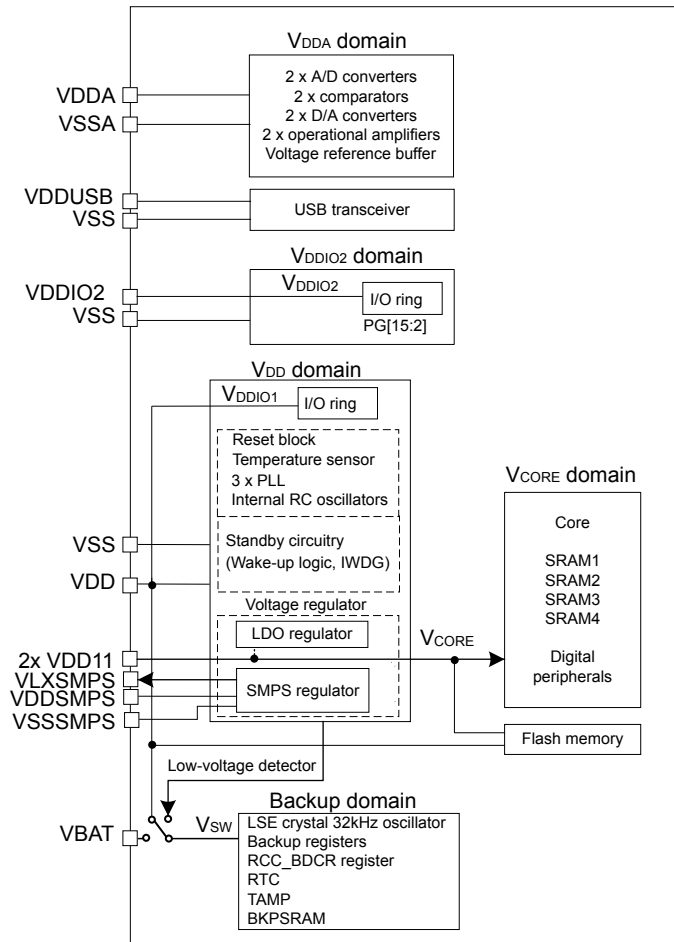 VDDA domain
VDDA
VSSA
2 x A/D converters
2 x comparators
2 x D/A converters
2 x operational amplifiers
Voltage reference buffer
VDDUSB
VSS
USB transceiver
VDDIO2 domain
VDDIO2
VSS
VDDIO2
I/O ring
PG[15:2]
VDD domain
VDDIO1
I/O ring
Reset block
Temperature sensor
3 x PLL
Internal RC oscillators
VSS
VDD
Standby circuitry
(Wake-up logic, IWDG)
Voltage regulator
LDO regulator
2x VDD11
VLXSMPS
VDDSMPS
VSSSMPS
SMPS regulator
VCORE
VCORE domain
Core
SRAM1
SRAM2
SRAM3
SRAM4
Digital
peripherals
Flash memory
Low-voltage detector
Backup domain
VBAT
VSW
LSE crystal 32kHz oscillator
Backup registers
RCC_BDCR register
RTC
TAMP
BKPSRAM